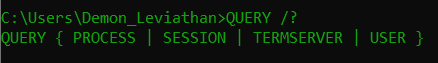 C:\Users\Demon_Leviathan>QUERY /?
QUERY { PROCESS | SESSION | TERMSERVER | USER }